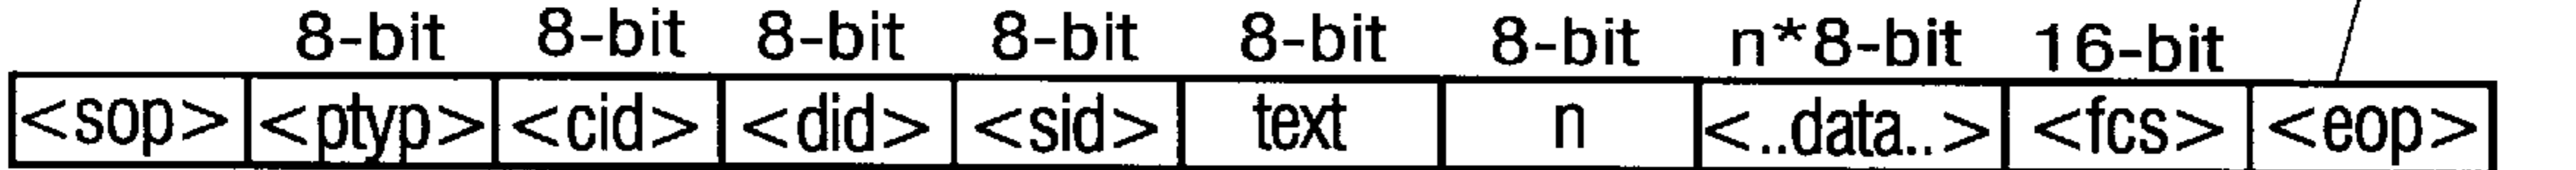 8-bit 8-bit 8-bit 8-bit 8-bit 8-bit n*8-bit 16-bit
<sop> <ptyp> <cid> <did> <sid> text n <..data..> <fcs> <eop>